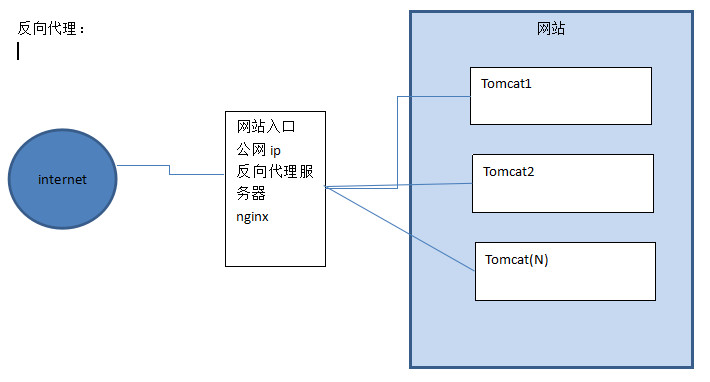 反向代理：
网站
Tomcat1
网站入口
公网 ip
反向代理服
务器
nginx
internet
Tomcat2
Tomcat(N)